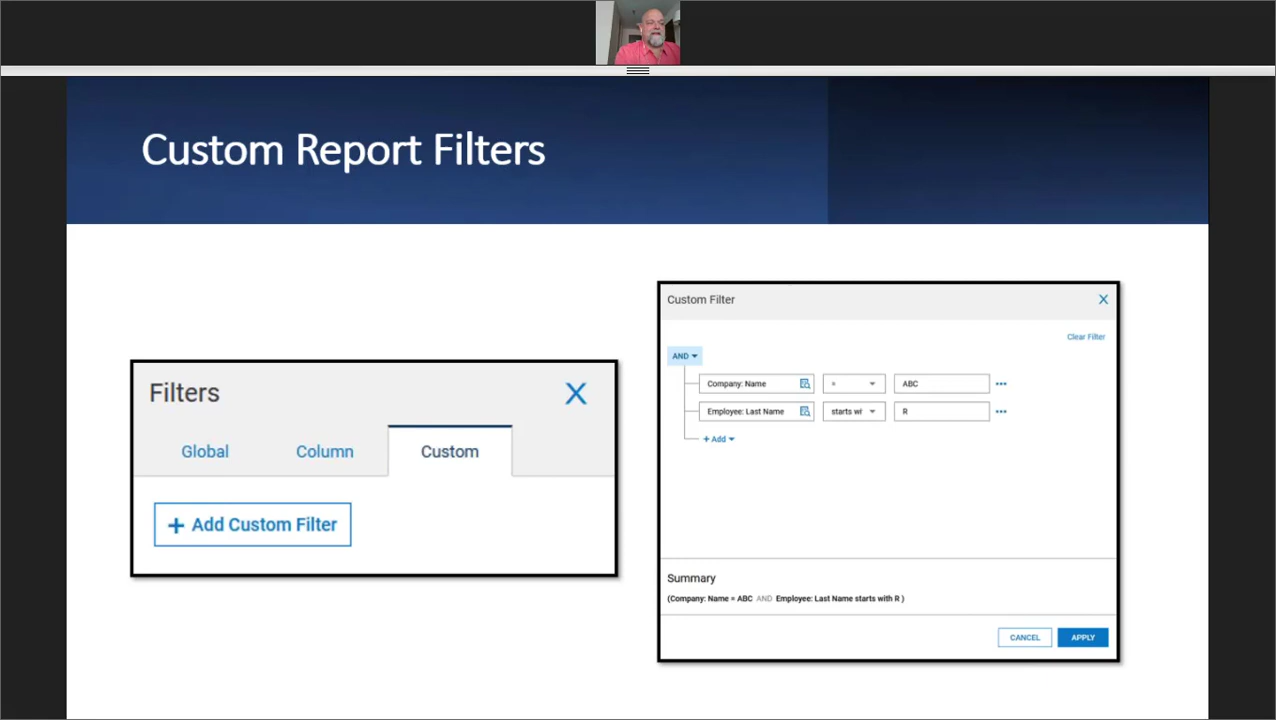 Custom Report Filters
Filters
Global Column Custom
+ Add Custom Filter
Custom Filter
Clear Filter
AND
Company: Name = ABC
Employee: Last Name starts wi R
+ Add
Summary
(Company: Name = ABC AND Employee: Last Name starts with R )
CANCEL APPLY